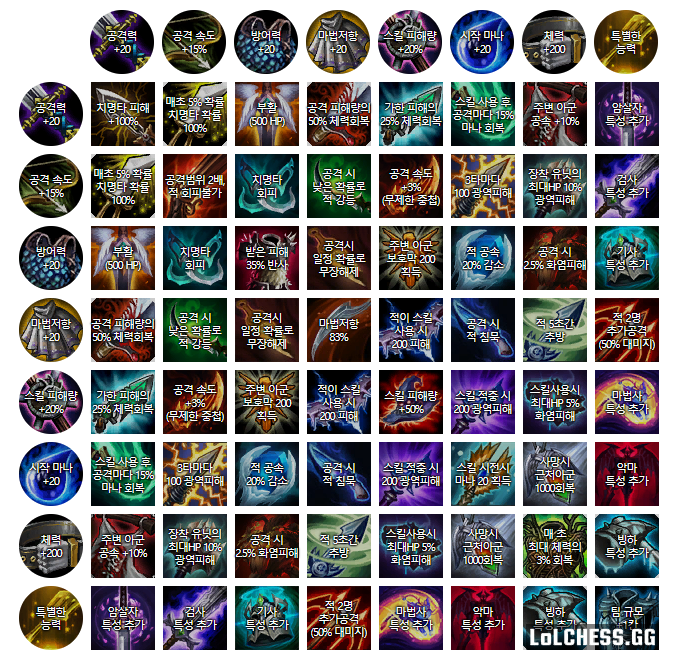 공격력
+20
공격 속도
+15%
방어력
+20
마법저항
+20
스킬 피해량
+20%
시작 마나
+20
체력
+200
특별한
능력
공격력
+20
치명타 피해
+100%
매초 5% 확률
치명타 확률
100%
부활
(500 HP)
공격 피해량의
50% 체력회복
가한 피해의
25% 체력회복
스킬 사용 후
공격마다 15%
마나 회복
주변 아군
공속 +10%
암살자
특성 추가
공격 속도
+15%
매초 5% 확률
치명타 확률
100%
공격범위 2배
적 회피불가
치명타
회피
공격 시
낮은 확률로
적 강등
공격 속도
+3%
(무제한 중첩)
3타마다
100 광역피해
장착 유닛의
최대HP 10%
광역피해
검사
특성 추가
방어력
+20
부활
(500 HP)
치명타
회피
받은 피해
35% 반사
공격시
일정 확률로
무장해제
주변 아군
보호막 200
획득
적 공속
20% 감소
공격 시
2.5% 화염피해
기사
특성 추가
마법저항
+20
공격 피해량의
50% 체력회복
공격 시
낮은 확률로
적 강등
공격시
일정 확률로
무장해제
마법저항
83%
적이 스킬
사용 시
200 피해
공격 시
적 침묵
적 5초간
추방
적 2명
추가공격
(50% 대미지)
스킬 피해량
+20%
가한 피해의
25% 체력회복
공격 속도
+3%
(무제한 중첩)
주변 아군
보호막 200
획득
적이 스킬
사용 시
200 피해
스킬 피해량
+50%
스킬 적중 시
200 광역피해
스킬사용시
최대HP 5%
화염피해
마법사
특성 추가
시작 마나
+20
스킬 사용 후
공격마다 15%
마나 회복
3타마다
100 광역피해
적 공속
20% 감소
공격 시
적 침묵
스킬 적중 시
200 광역피해
스킬 시전시
마나 20 획득
사망시
근처아군
1000회복
악마
특성 추가
체력
+200
주변 아군
공속 +10%
장착 유닛의
최대HP 10%
광역피해
공격 시
2.5% 화염피해
적 5초간
추방
스킬사용시
최대HP 5%
화염피해
사망시
근처아군
1000회복
매 초
최대 체력의
3% 회복
빙하
특성 추가
특별한
능력
암살자
특성 추가
검사
특성 추가
기사
특성 추가
적 2명
추가공격
(50% 대미지)
마법사
특성 추가
악마
특성 추가
빙하
특성 추가
팀 규모
LoLCHESS.GG